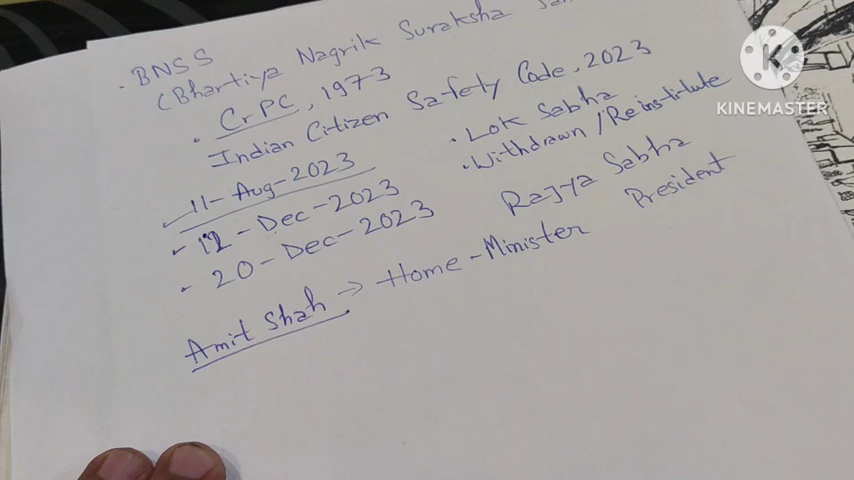 . BNSS
(Bhartiya Nagrik Suraksha
. CrPC, 1973
Indian Citizen Safety Code, 2023
11-Aug-2023 . Lok Sabha
- 12-Dec-2023 . Withdrawn / Reinstitute
- 20-Dec-2023 Rajya Sabha President
Amit Shah → Home-Minister
KINEMASTER